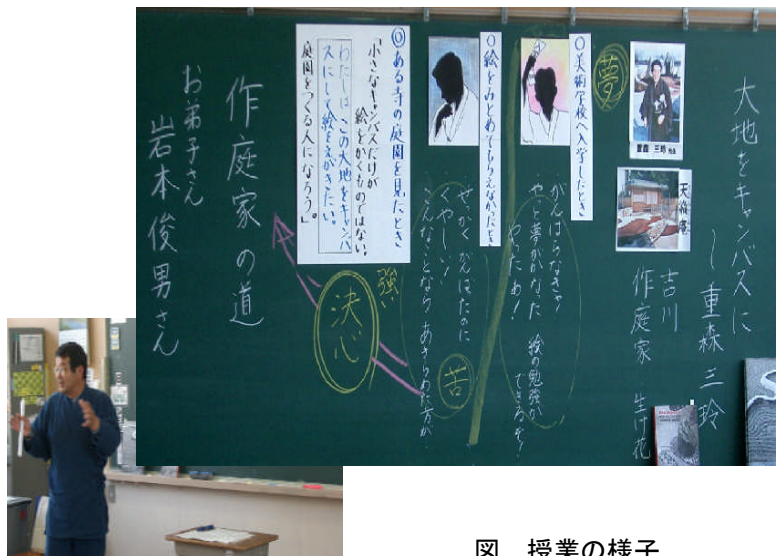 大地をキャンバスに
～重森三玲
吉川
作庭家 生け花
重森三玲
天籟庵
夢
○美術学校へ入学したとき
がんばらなきゃ!
やっと夢がかなった 絵の勉強ができるぞ!
やったわ!
○絵をみとめてもらえなかったとき
せっかくがんばたのに
くやしい!
こんなことなら あきらめた方が
苦
強い
決心
◎ある寺の庭園を見たとき
「小さなキャンバスだけが
絵をかくものではない。
わたしは この大地をキャンバ
スにして絵をえがきたい。
庭園をつくる人になろう」。
作庭家の道
お弟子さん
岩本俊男さん
図 授業の様子